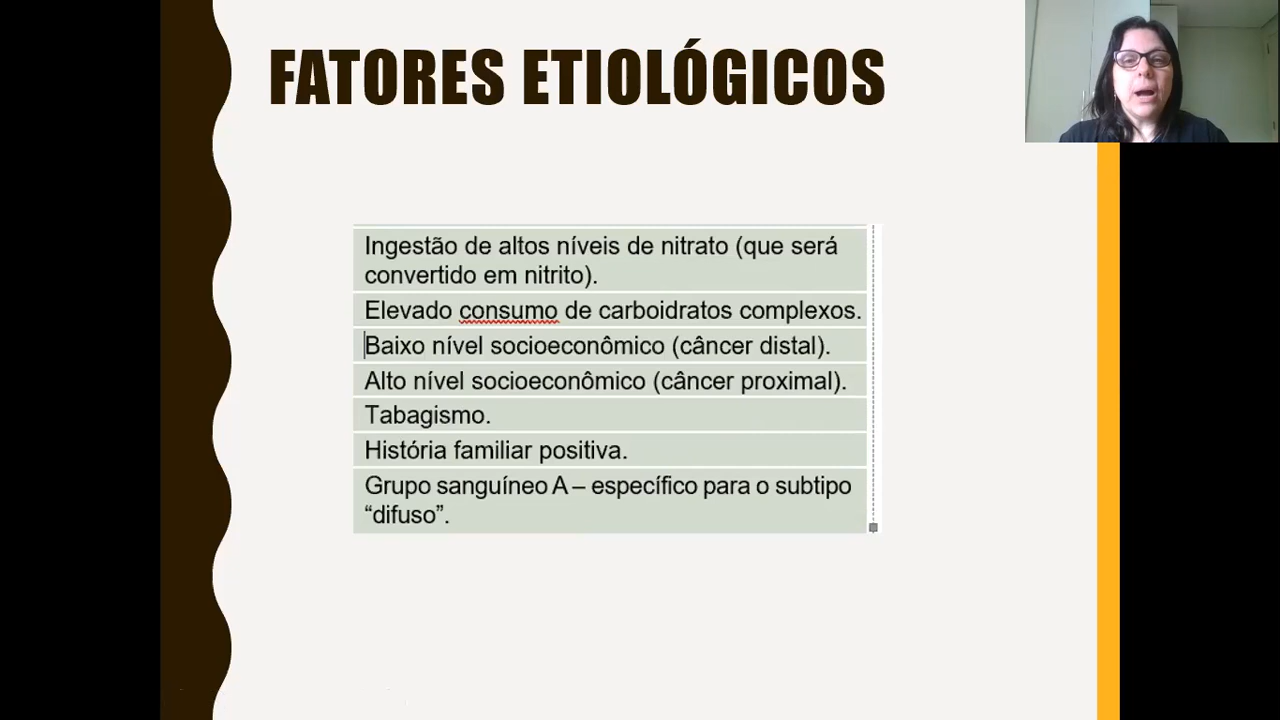 FATORES ETIOLÓGICOS
Ingestão de altos níveis de nitrato (que será
convertido em nitrito).
Elevado consumo de carboidratos complexos.
Baixo nível socioeconômico (câncer distal).
Alto nível socioeconômico (câncer proximal).
Tabagismo.
História familiar positiva.
Grupo sanguíneo A – específico para o subtipo
“difuso”.